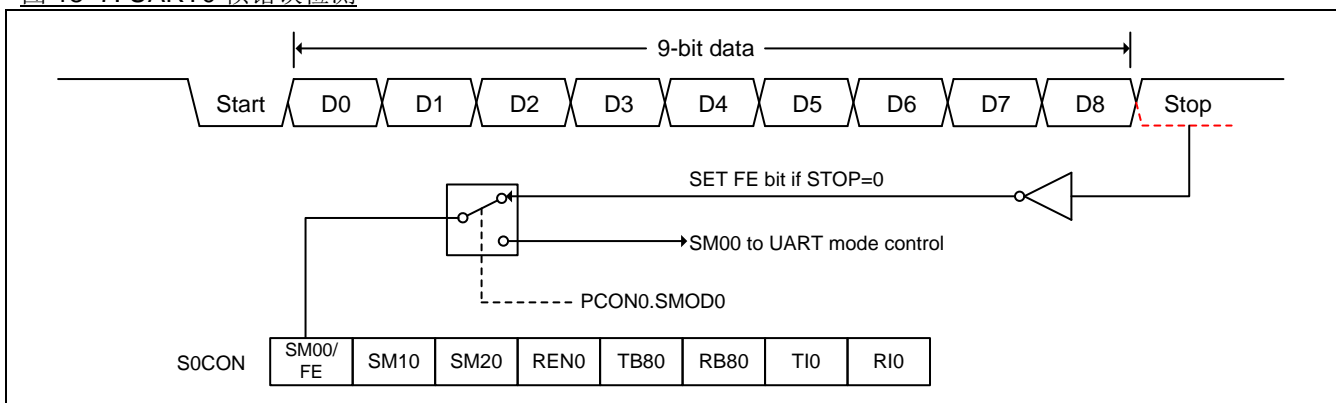 9-bit data
Start D0 D1 D2 D3 D4 D5 D6 D7 D8 Stop
SET FE bit if STOP=0
SM00 to UART mode control
PCON0.SMOD0
S0CON SM00/ FE SM10 SM20 REN0 TB80 RB80 TI0 RI0